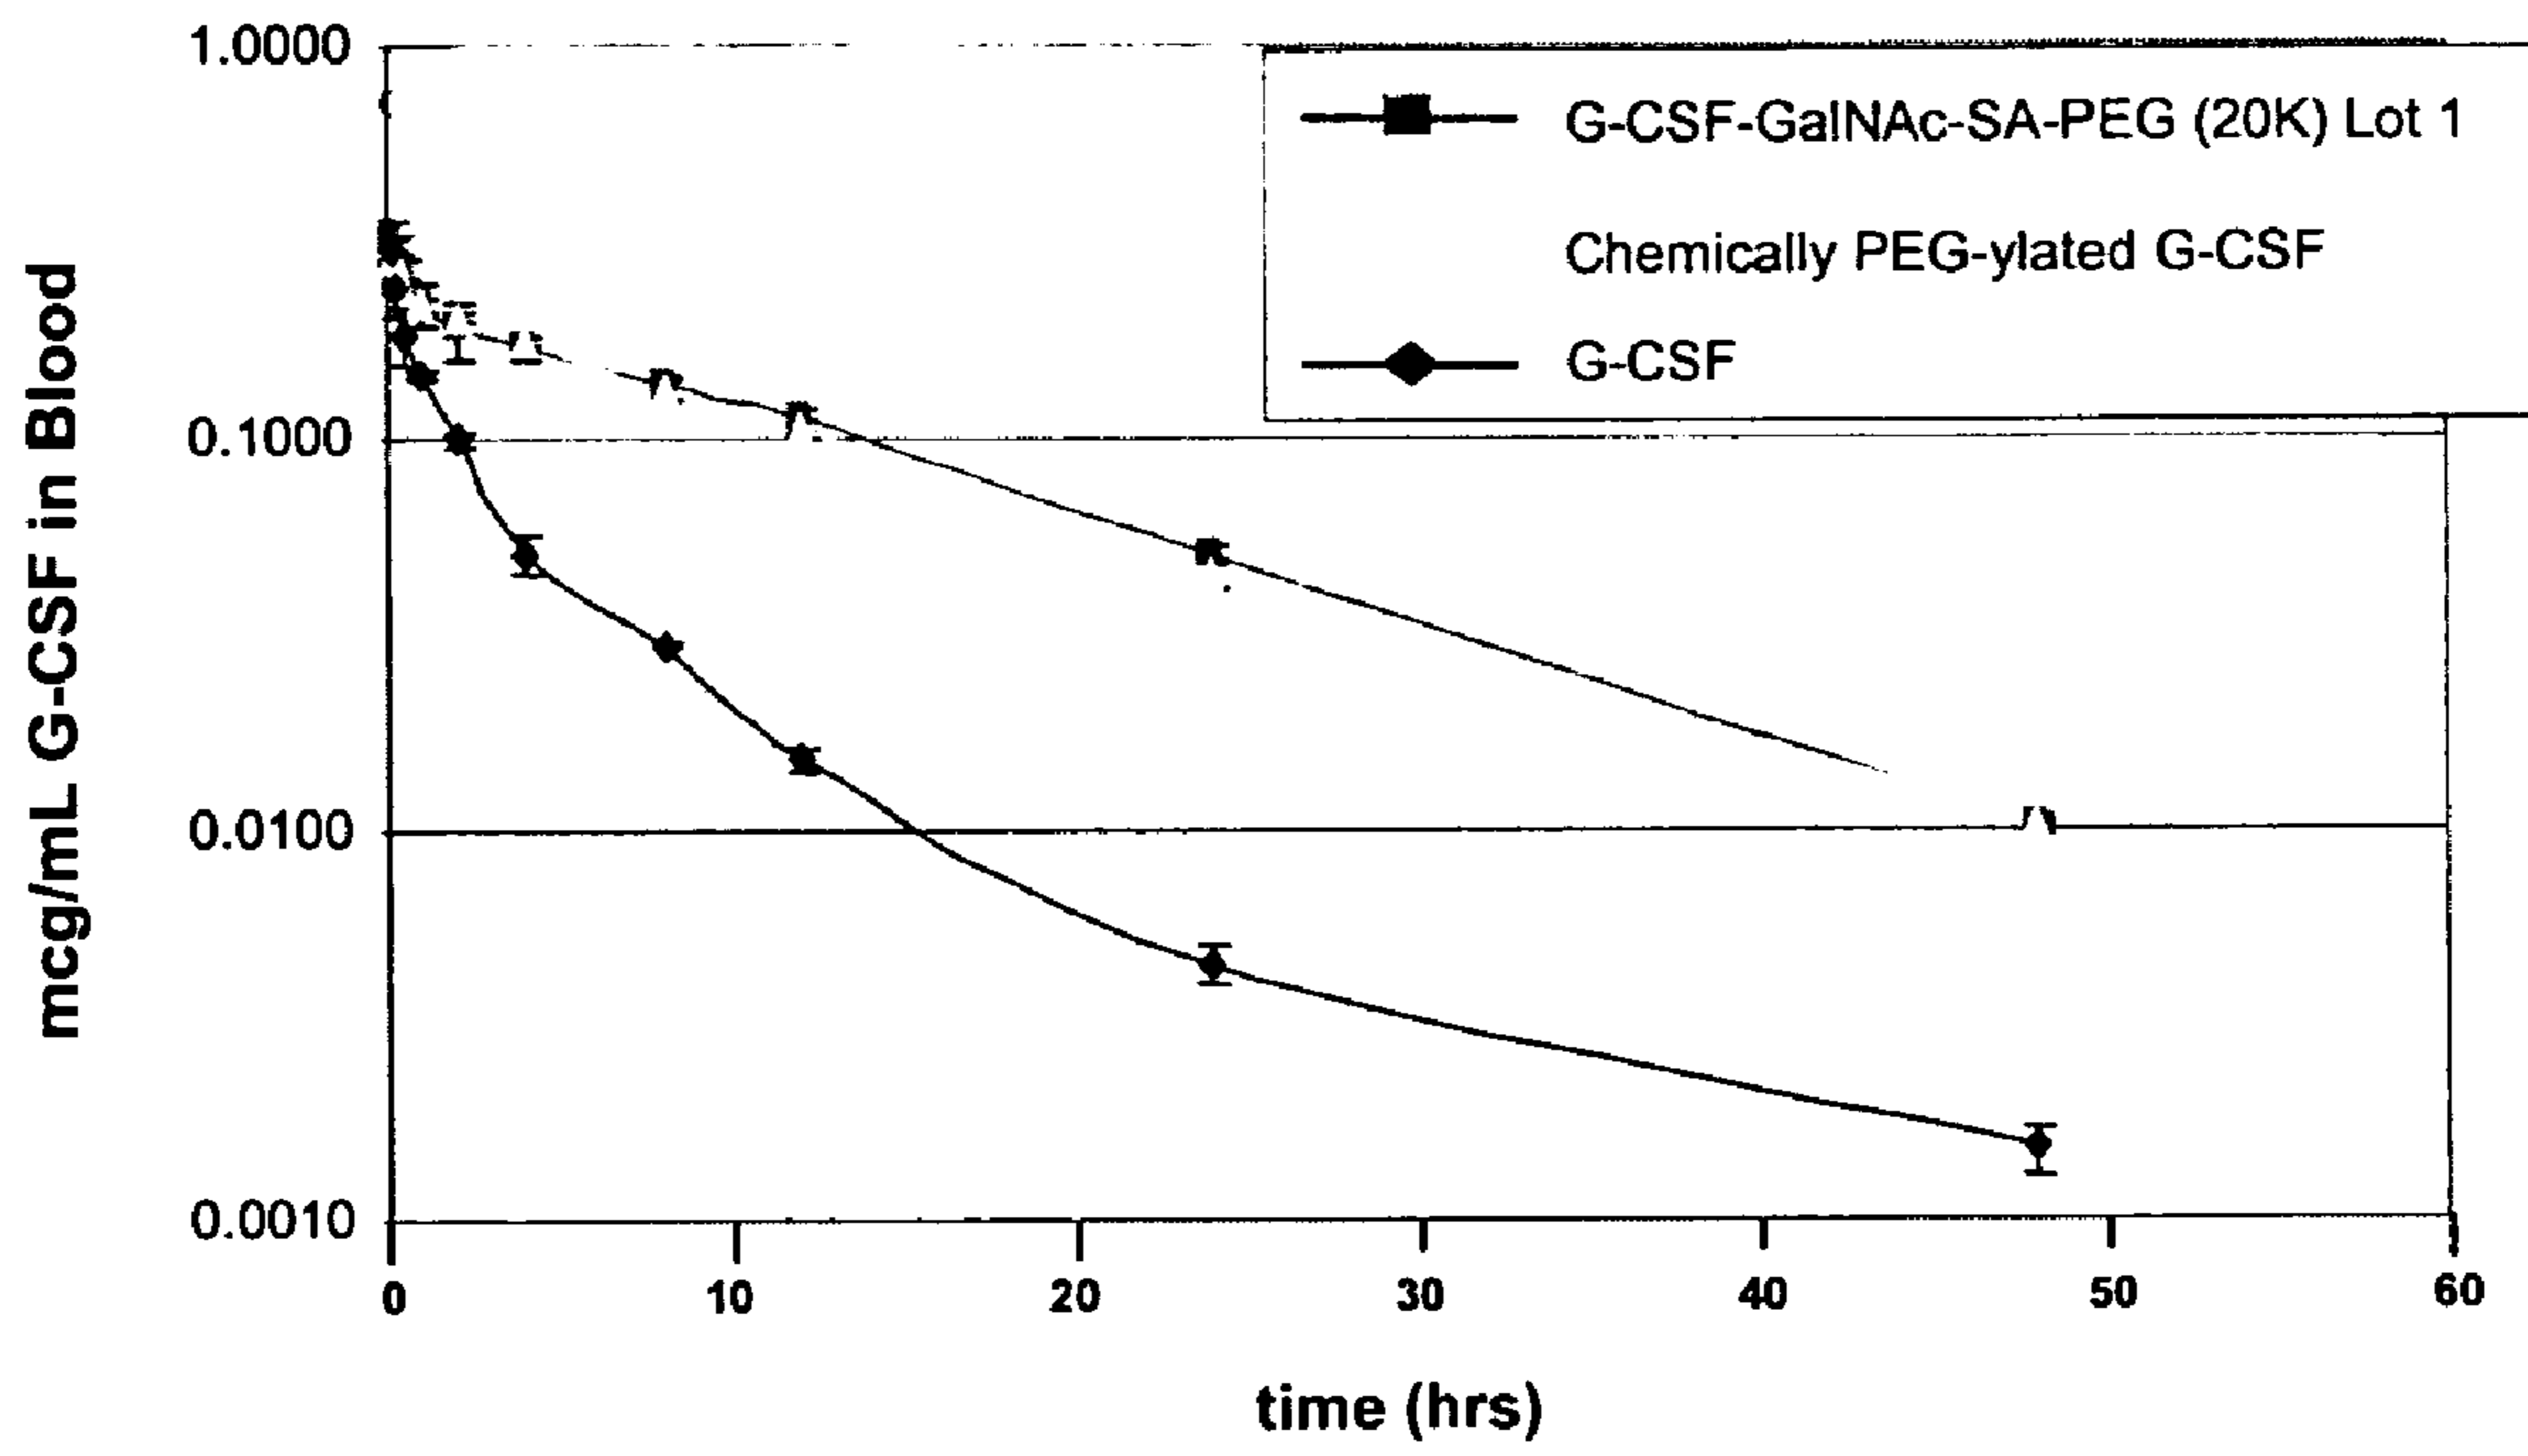 1.0000
0.1000
0.0100
0.0010
mcg/mL G-CSF in Blood
G-CSF-GalNAc-SA-PEG (20K) Lot 1
Chemically PEG-ylated G-CSF
G-CSF
0 10 20 30 40 50 60
time (hrs)